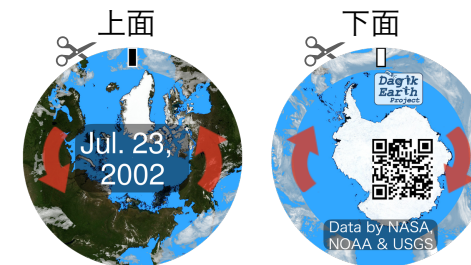 上面
下面
Jul. 23,
2002
Dagik
Earth
Project
Data by NASA,
NOAA & USGS